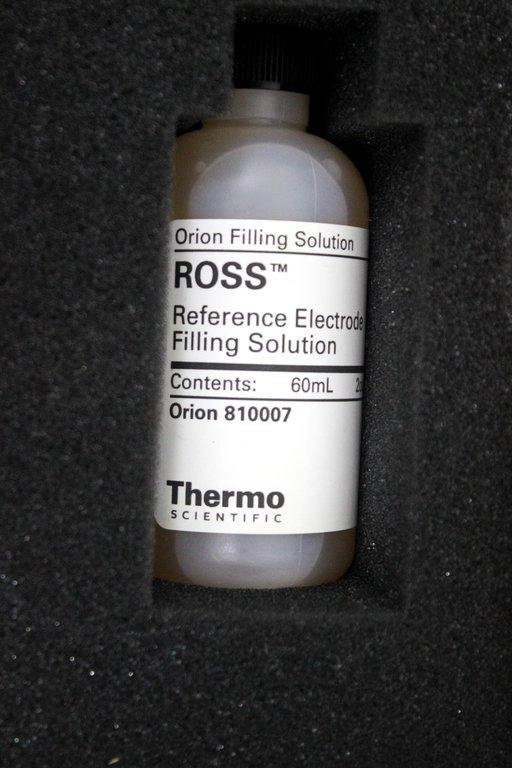 Orion Filling Solution
ROSS™
Reference Electrode
Filling Solution
Contents: 60mL
Orion 810007
Thermo
SCIENTIFIC